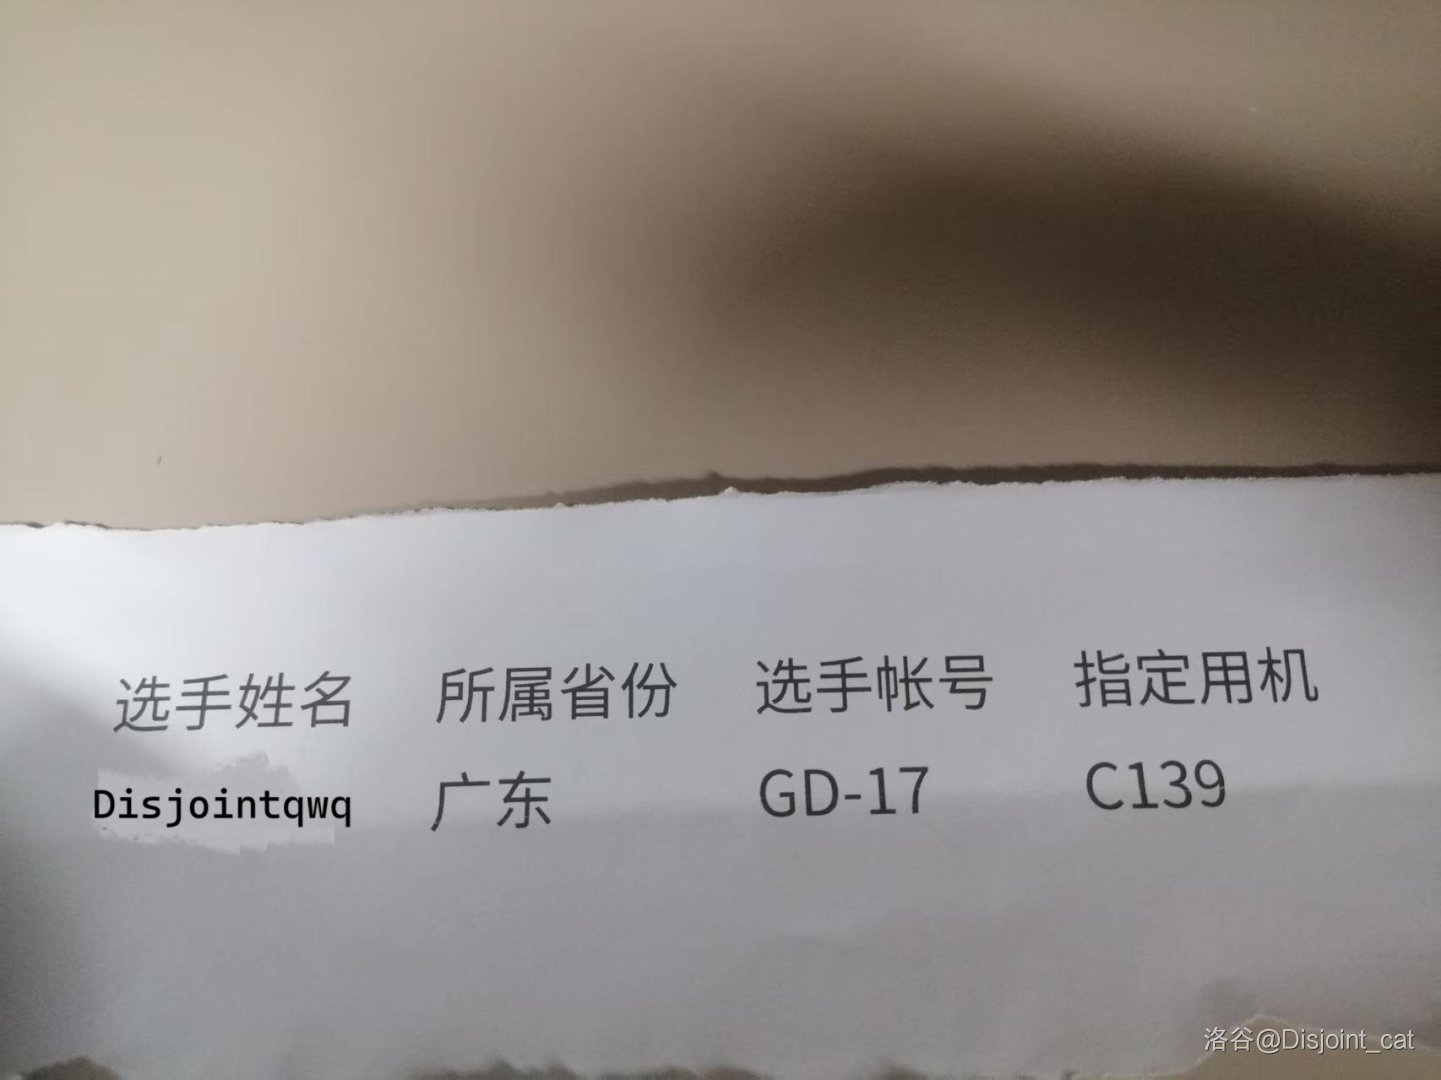 选手姓名 所属省份 选手帐号 指定用机
Disjointqwq 广东 GD-17 C139
洛谷@Disjoint_cat